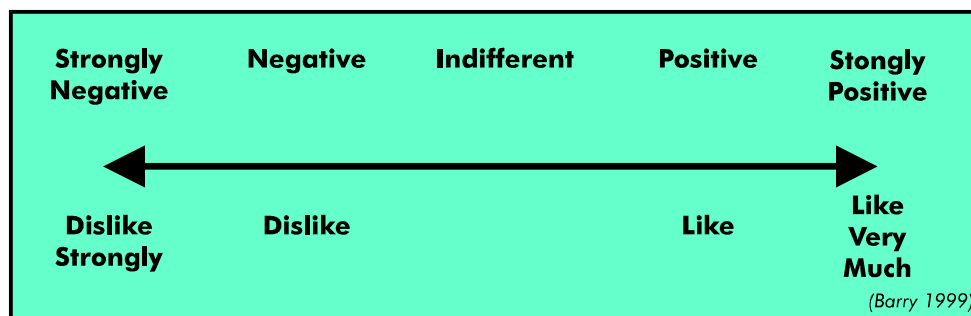 Strongly Negative Indifferent Positive Stongly
Negative Positive
Dislike Dislike Like Like
Strongly Very
Much
(Barry 1999)